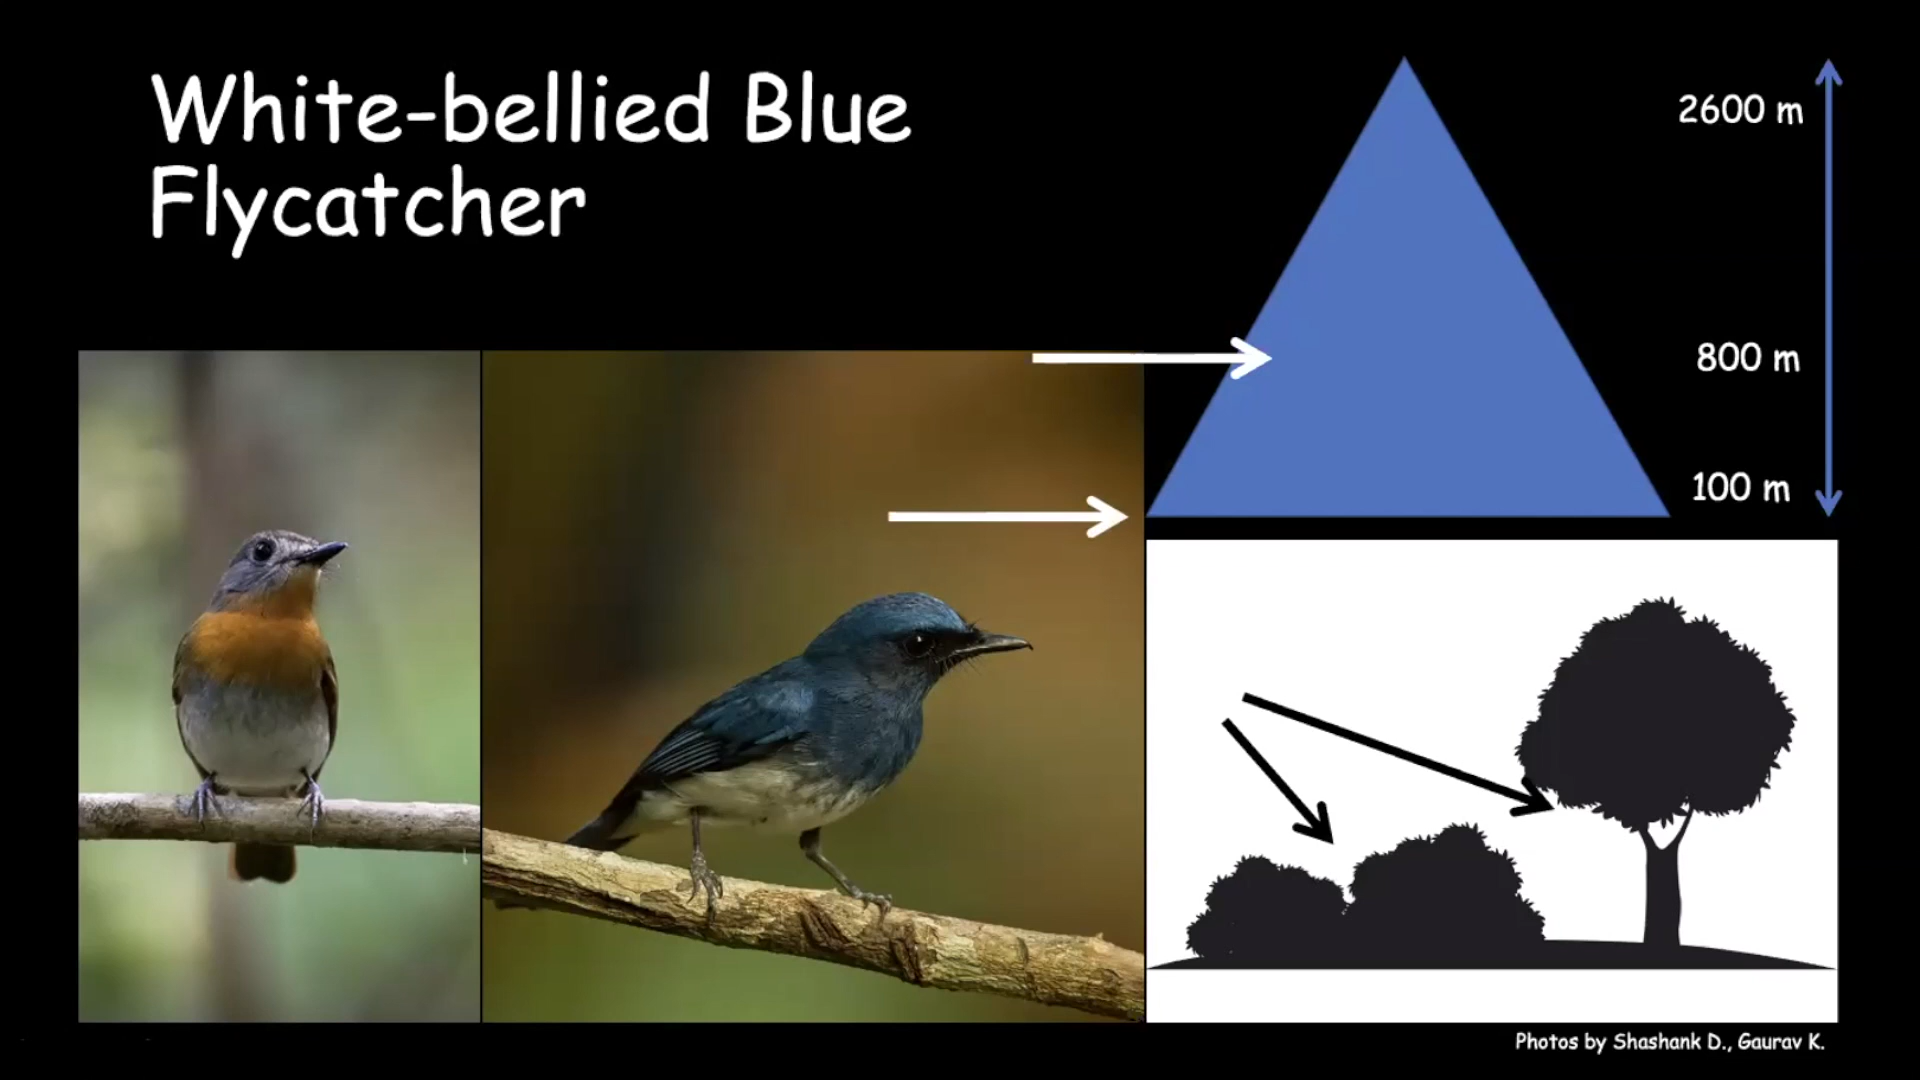 White-bellied Blue
Flycatcher
2600 m
800 m
100 m
Photos by Shashank D., Gaurav K.